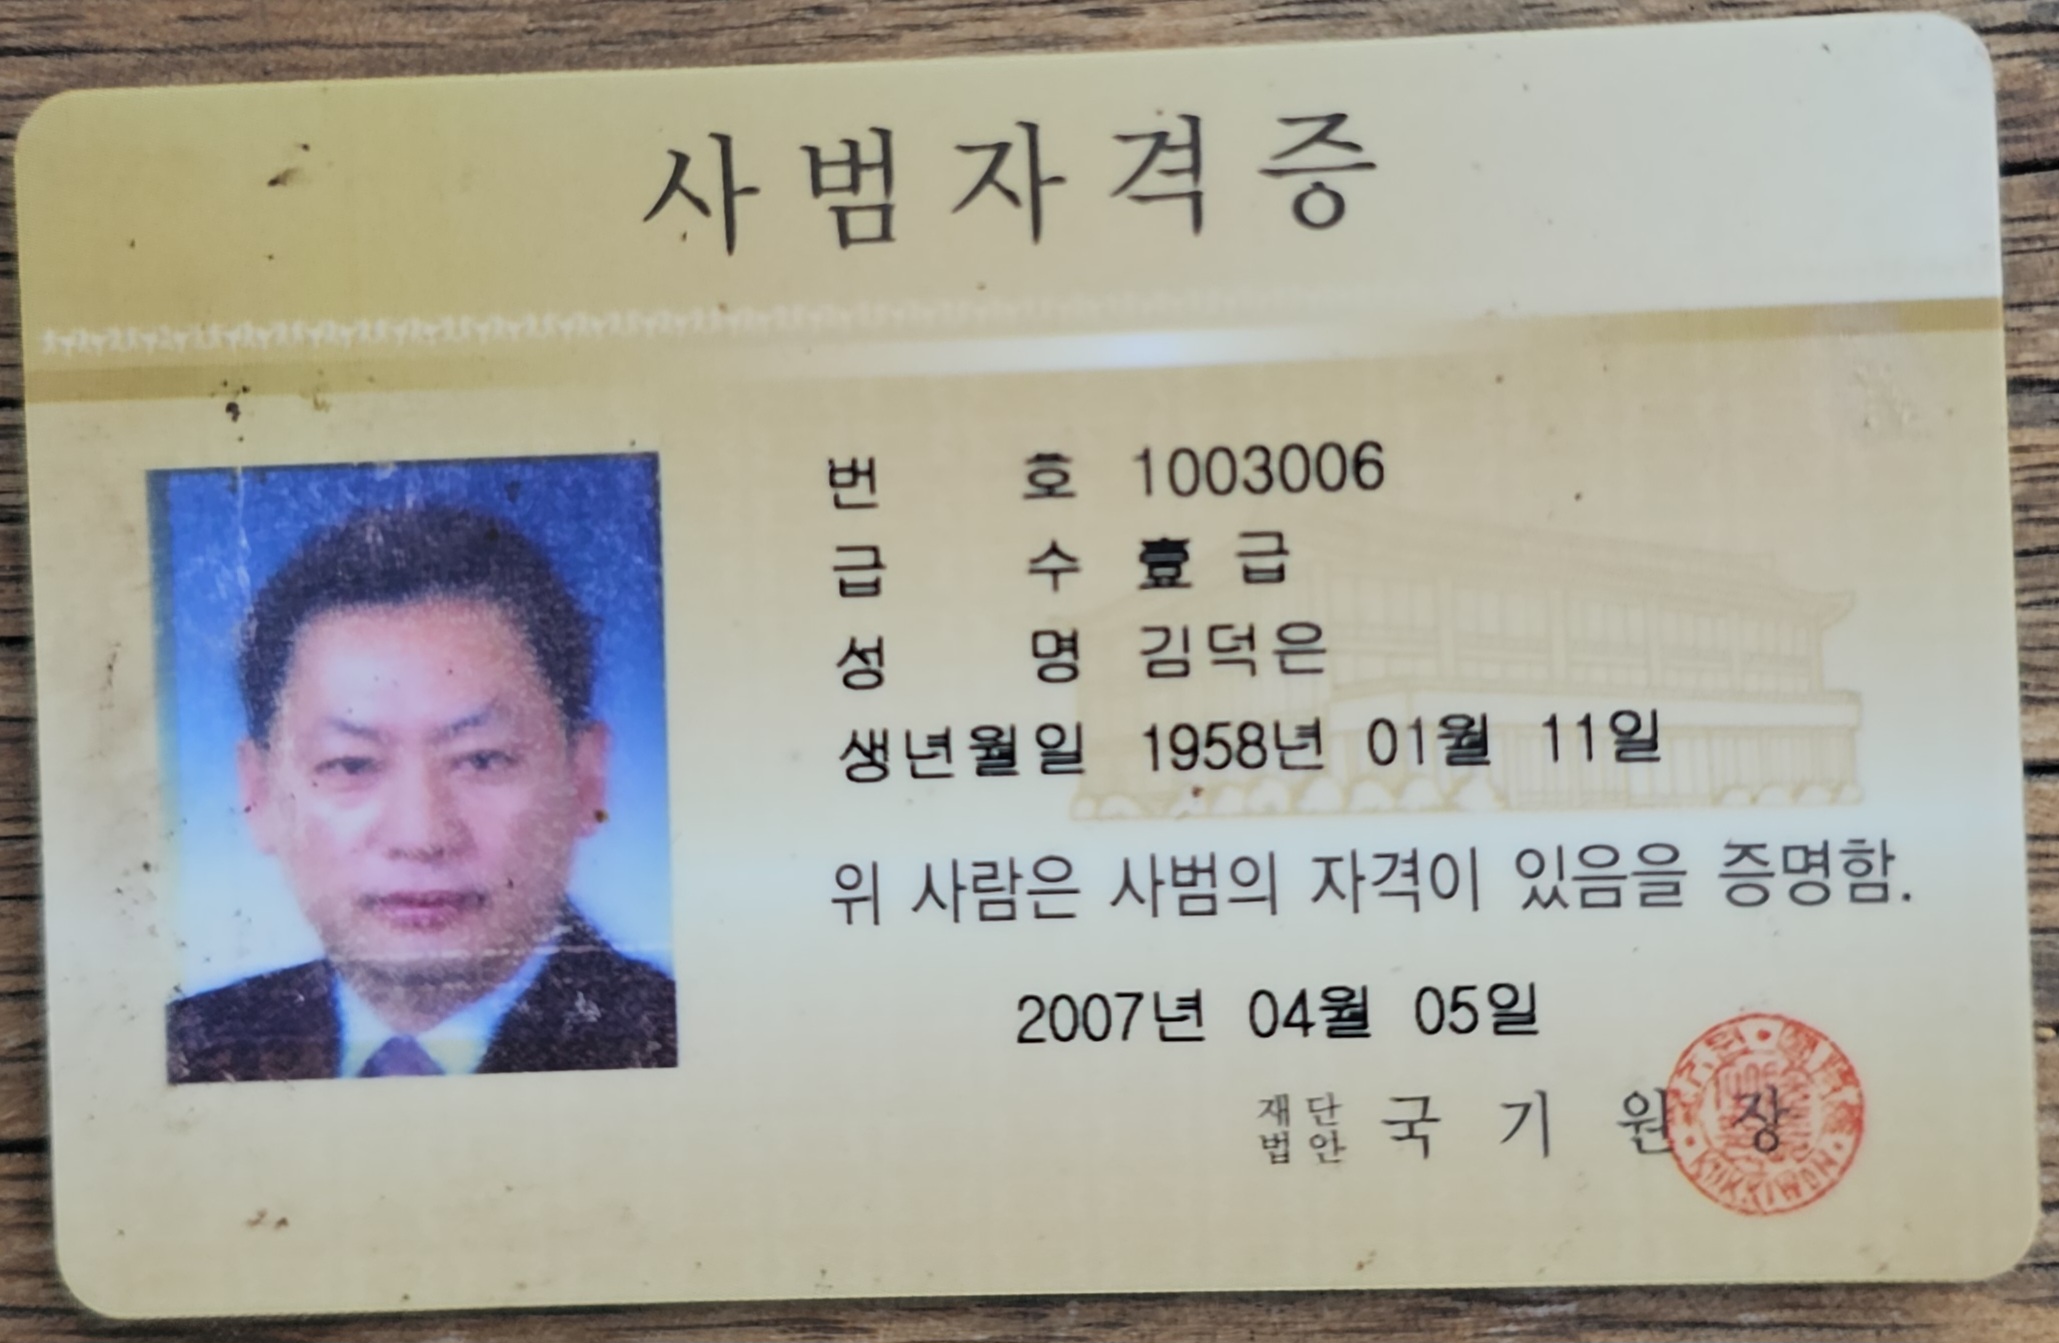 사범자격증
번 호 1003006
급 수 壹 급
성 명 김덕은
생년월일 1958년 01월 11일
위 사람은 사범의 자격이 있음을 증명함.
2007년 04월 05일
재단법인 국 기 원 장
KUKKIWON